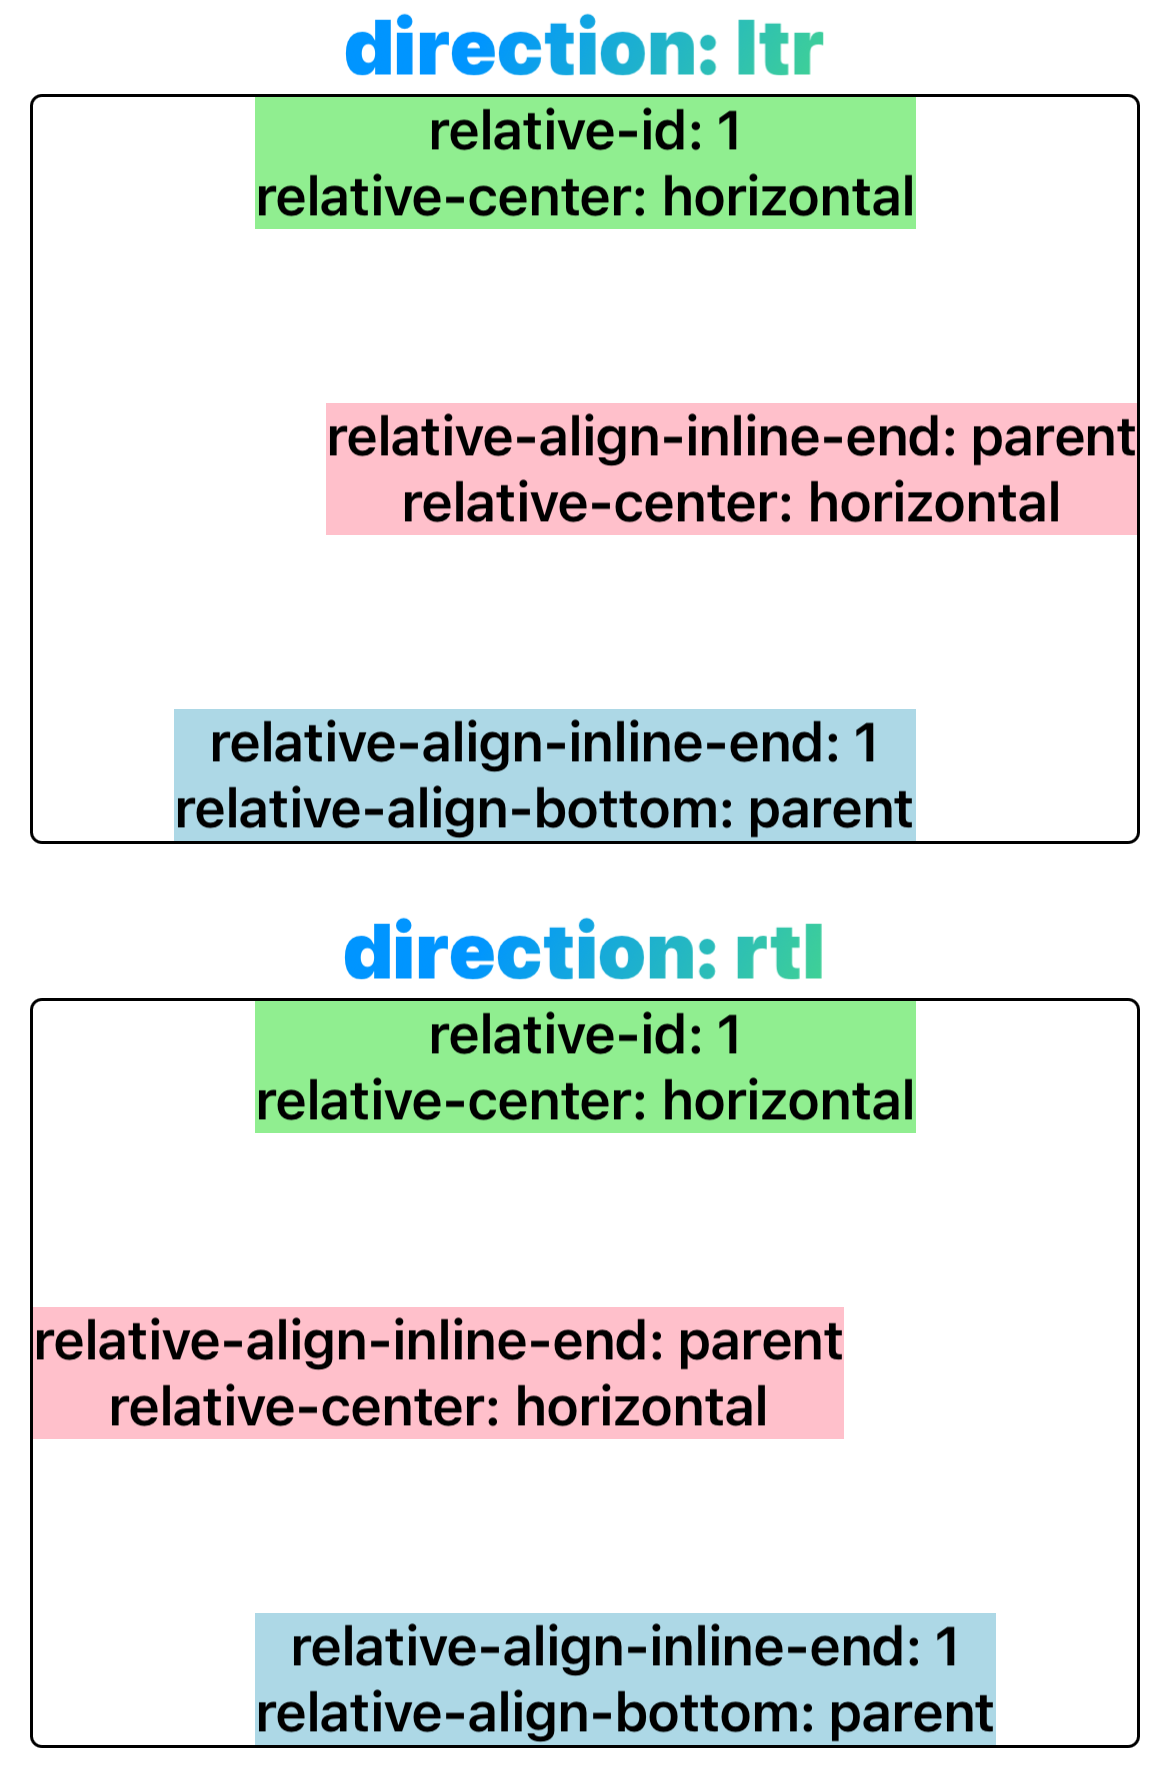 direction: ltr
relative-id: 1
relative-center: horizontal
relative-align-inline-end: parent
relative-center: horizontal
relative-align-inline-end: 1
relative-align-bottom: parent
direction: rtl
relative-id: 1
relative-center: horizontal
relative-align-inline-end: parent
relative-center: horizontal
relative-align-inline-end: 1
relative-align-bottom: parent